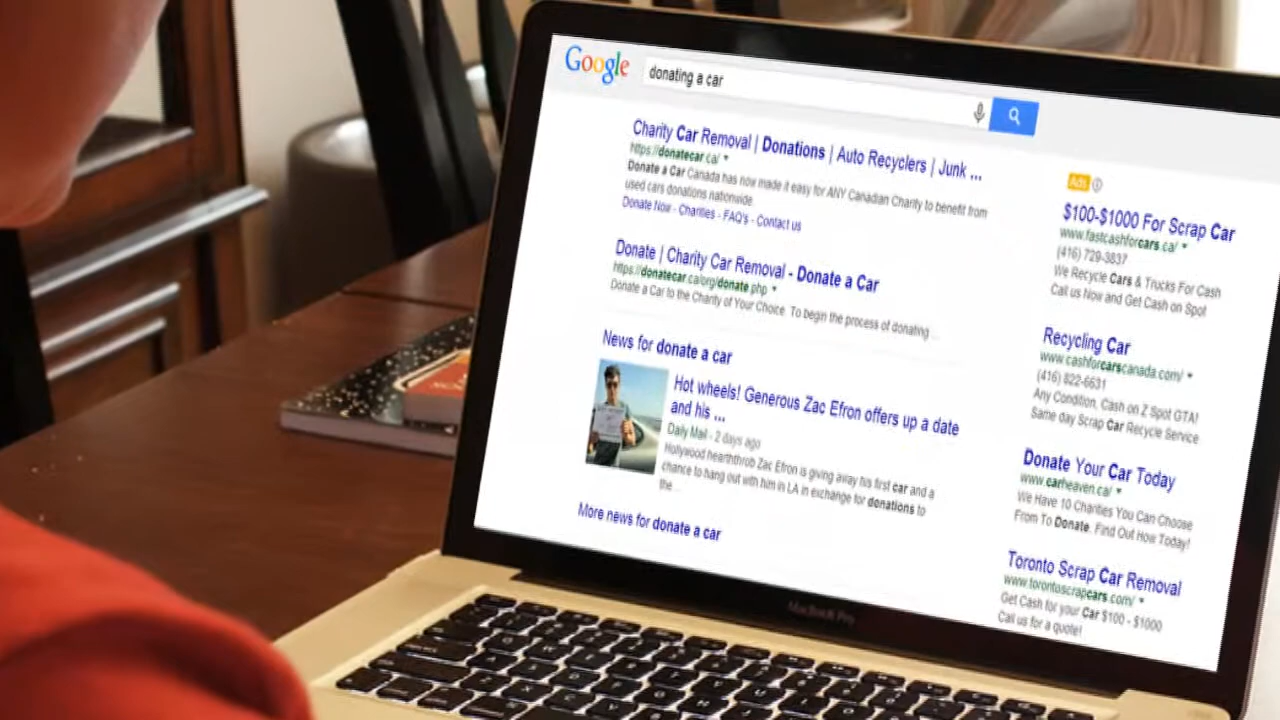 Google
donating a car
Charity Car Removal | Donations | Auto Recyclers | Junk ...
https://donatecar.ca/
Donate a Car Canada has now made it easy for ANY Canadian Charity to benefit from
used cars donations nationwide.
Donate Now - Charities - FAQ's - Contact us
Donate | Charity Car Removal - Donate a Car
https://donatecar.ca/org/donate.php
Donate a Car to the Charity of Your Choice. To begin the process of donating ...
News for donate a car
Hot wheels! Generous Zac Efron offers up a date
and his ...
Daily Mail - 2 days ago
Hollywood hearthrob Zac Efron is giving away his first car and a
chance to hang out with him in LA in exchange for donations to
the...
More news for donate a car
Ads
$100-$1000 For Scrap Car
www.fastcashforcars.ca/
(416) 729-3837
We Recycle Cars & Trucks For Cash
Call us Now and Get Cash on Spot
Recycling Car
www.cashforcarscanada.com/
(416) 822-6631
Any Condition, Cash on Z Spot GTA!
Same day Scrap Car Recycle Service
Donate Your Car Today
www.carheaven.ca/
We Have 10 Charities You Can Choose
From To Donate. Find Out How Today!
Toronto Scrap Car Removal
www.torontoscrapcars.com/
Get Cash for your Car $100 - $1000
Call us for a quote!
MacBook Pro